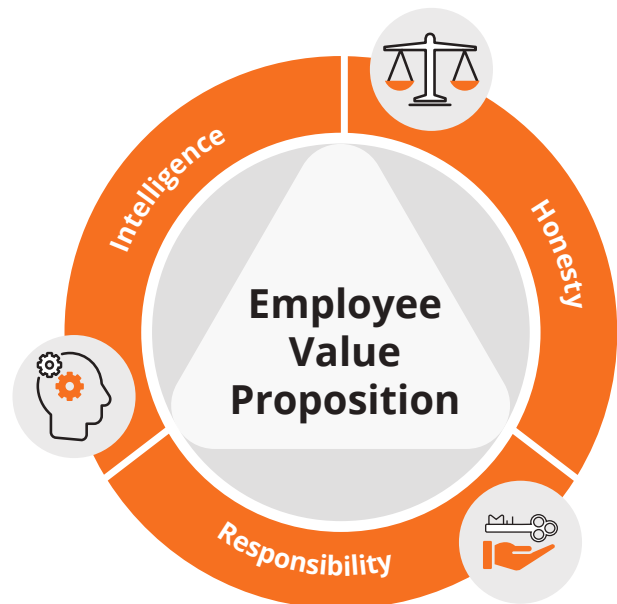 Intelligence
Honesty
Employee
Value
Proposition
Responsibility